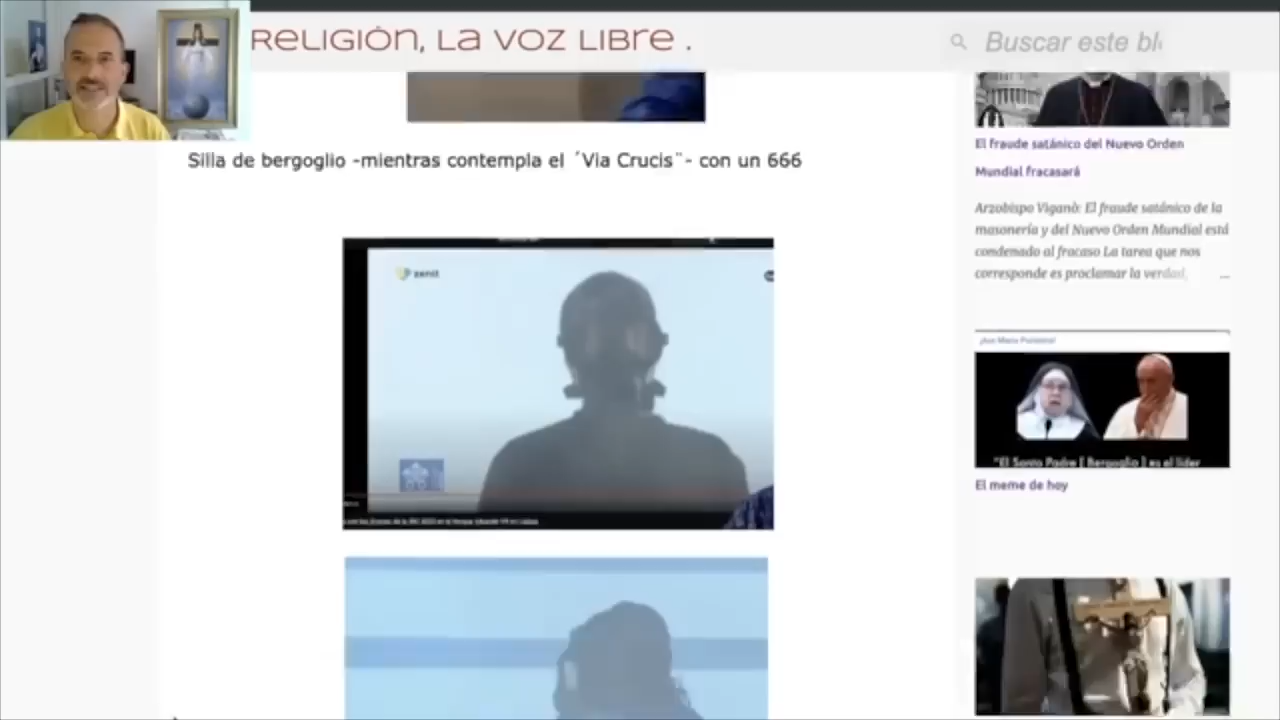 Religión, la voz libre .
Buscar este bl
Silla de bergoglio -mientras contempla el ´Via Crucis¨- con un 666
zenit
El fraude satánico del Nuevo Orden
Mundial fracasará
Arzobispo Viganò: El fraude satánico de la
masonería y del Nuevo Orden Mundial está
condenado al fracaso La tarea que nos
corresponde es proclamar la verdad, ...
¡Ave María Purísima!
"El Santo Padre [ Bergoglio ] es el líder
El meme de hoy